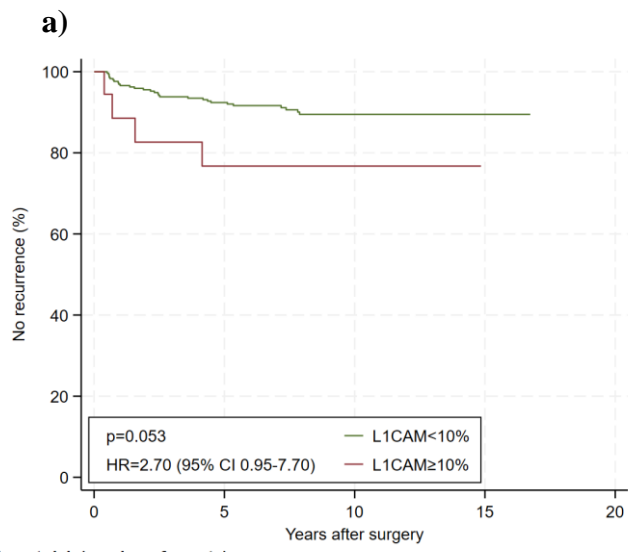 a)
100
80
60
40
20
0
No recurrence (%)
p=0.053
HR=2.70 (95% CI 0.95-7.70)
L1CAM<10%
L1CAM≥10%
0 5 10 15 20
Years after surgery